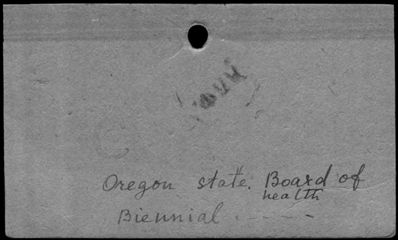 Oregon state. Board of
health
Biennial - - - - -